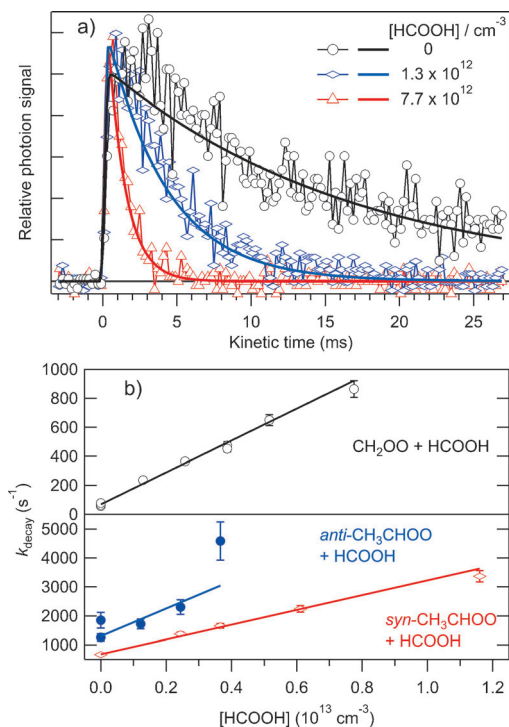 a)
[HCOOH] / cm⁻³
0
1.3 x 10¹²
7.7 x 10¹²
Relative photoion signal
0 5 10 15 20 25
Kinetic time (ms)
b)
1000
800
600
400
200
0
CH₂OO + HCOOH
k_decay (s⁻¹)
5000
4000
3000
2000
1000
anti-CH₃CHOO
+ HCOOH
syn-CH₃CHOO
+ HCOOH
0.0 0.2 0.4 0.6 0.8 1.0 1.2
[HCOOH] (10¹³ cm⁻³)